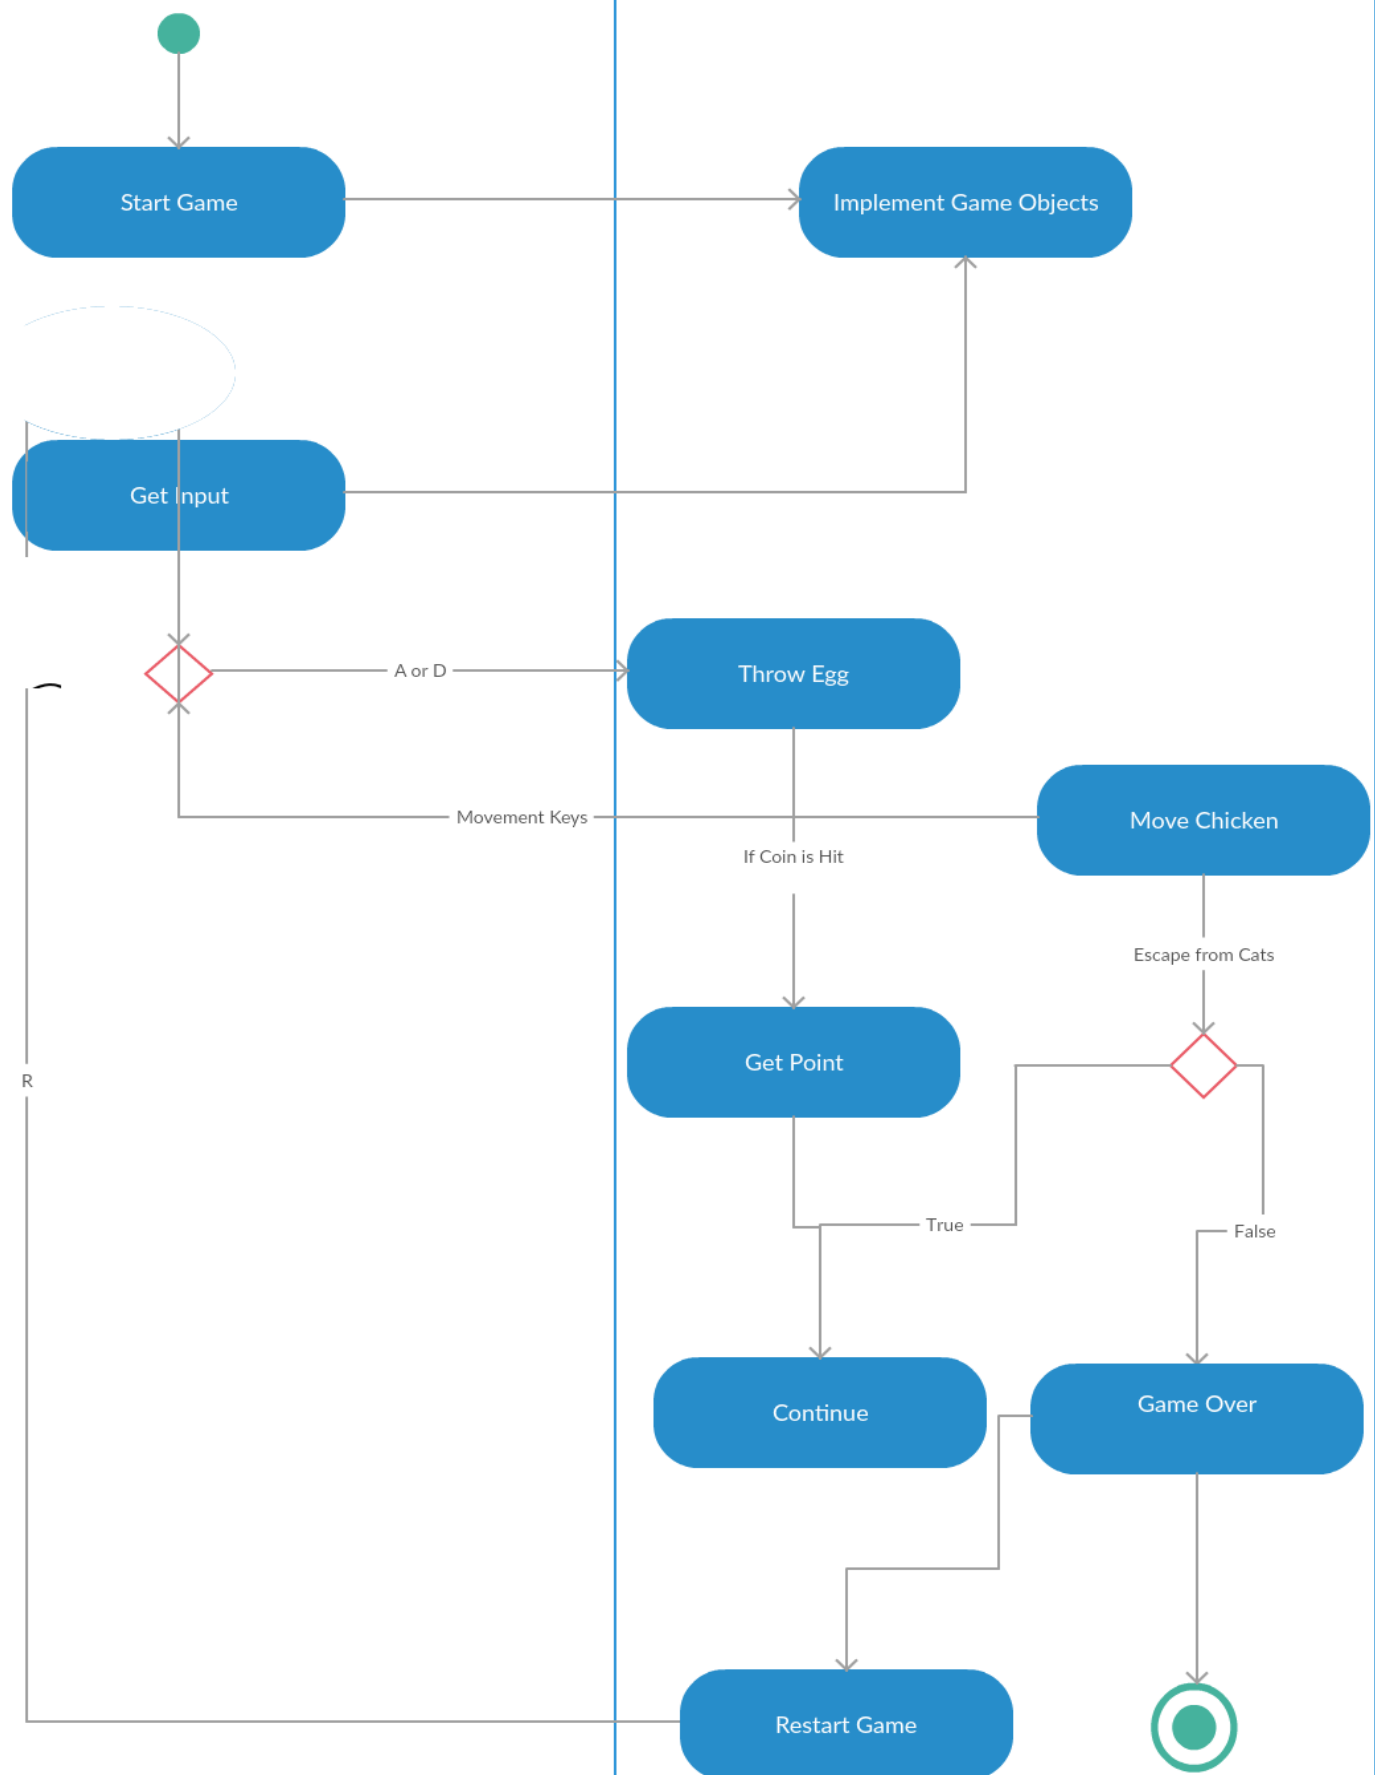 Start Game
Implement Game Objects
Get Input
A or D
Throw Egg
Movement Keys
Move Chicken
If Coin is Hit
Escape from Cats
Get Point
R
True
False
Continue
Game Over
Restart Game